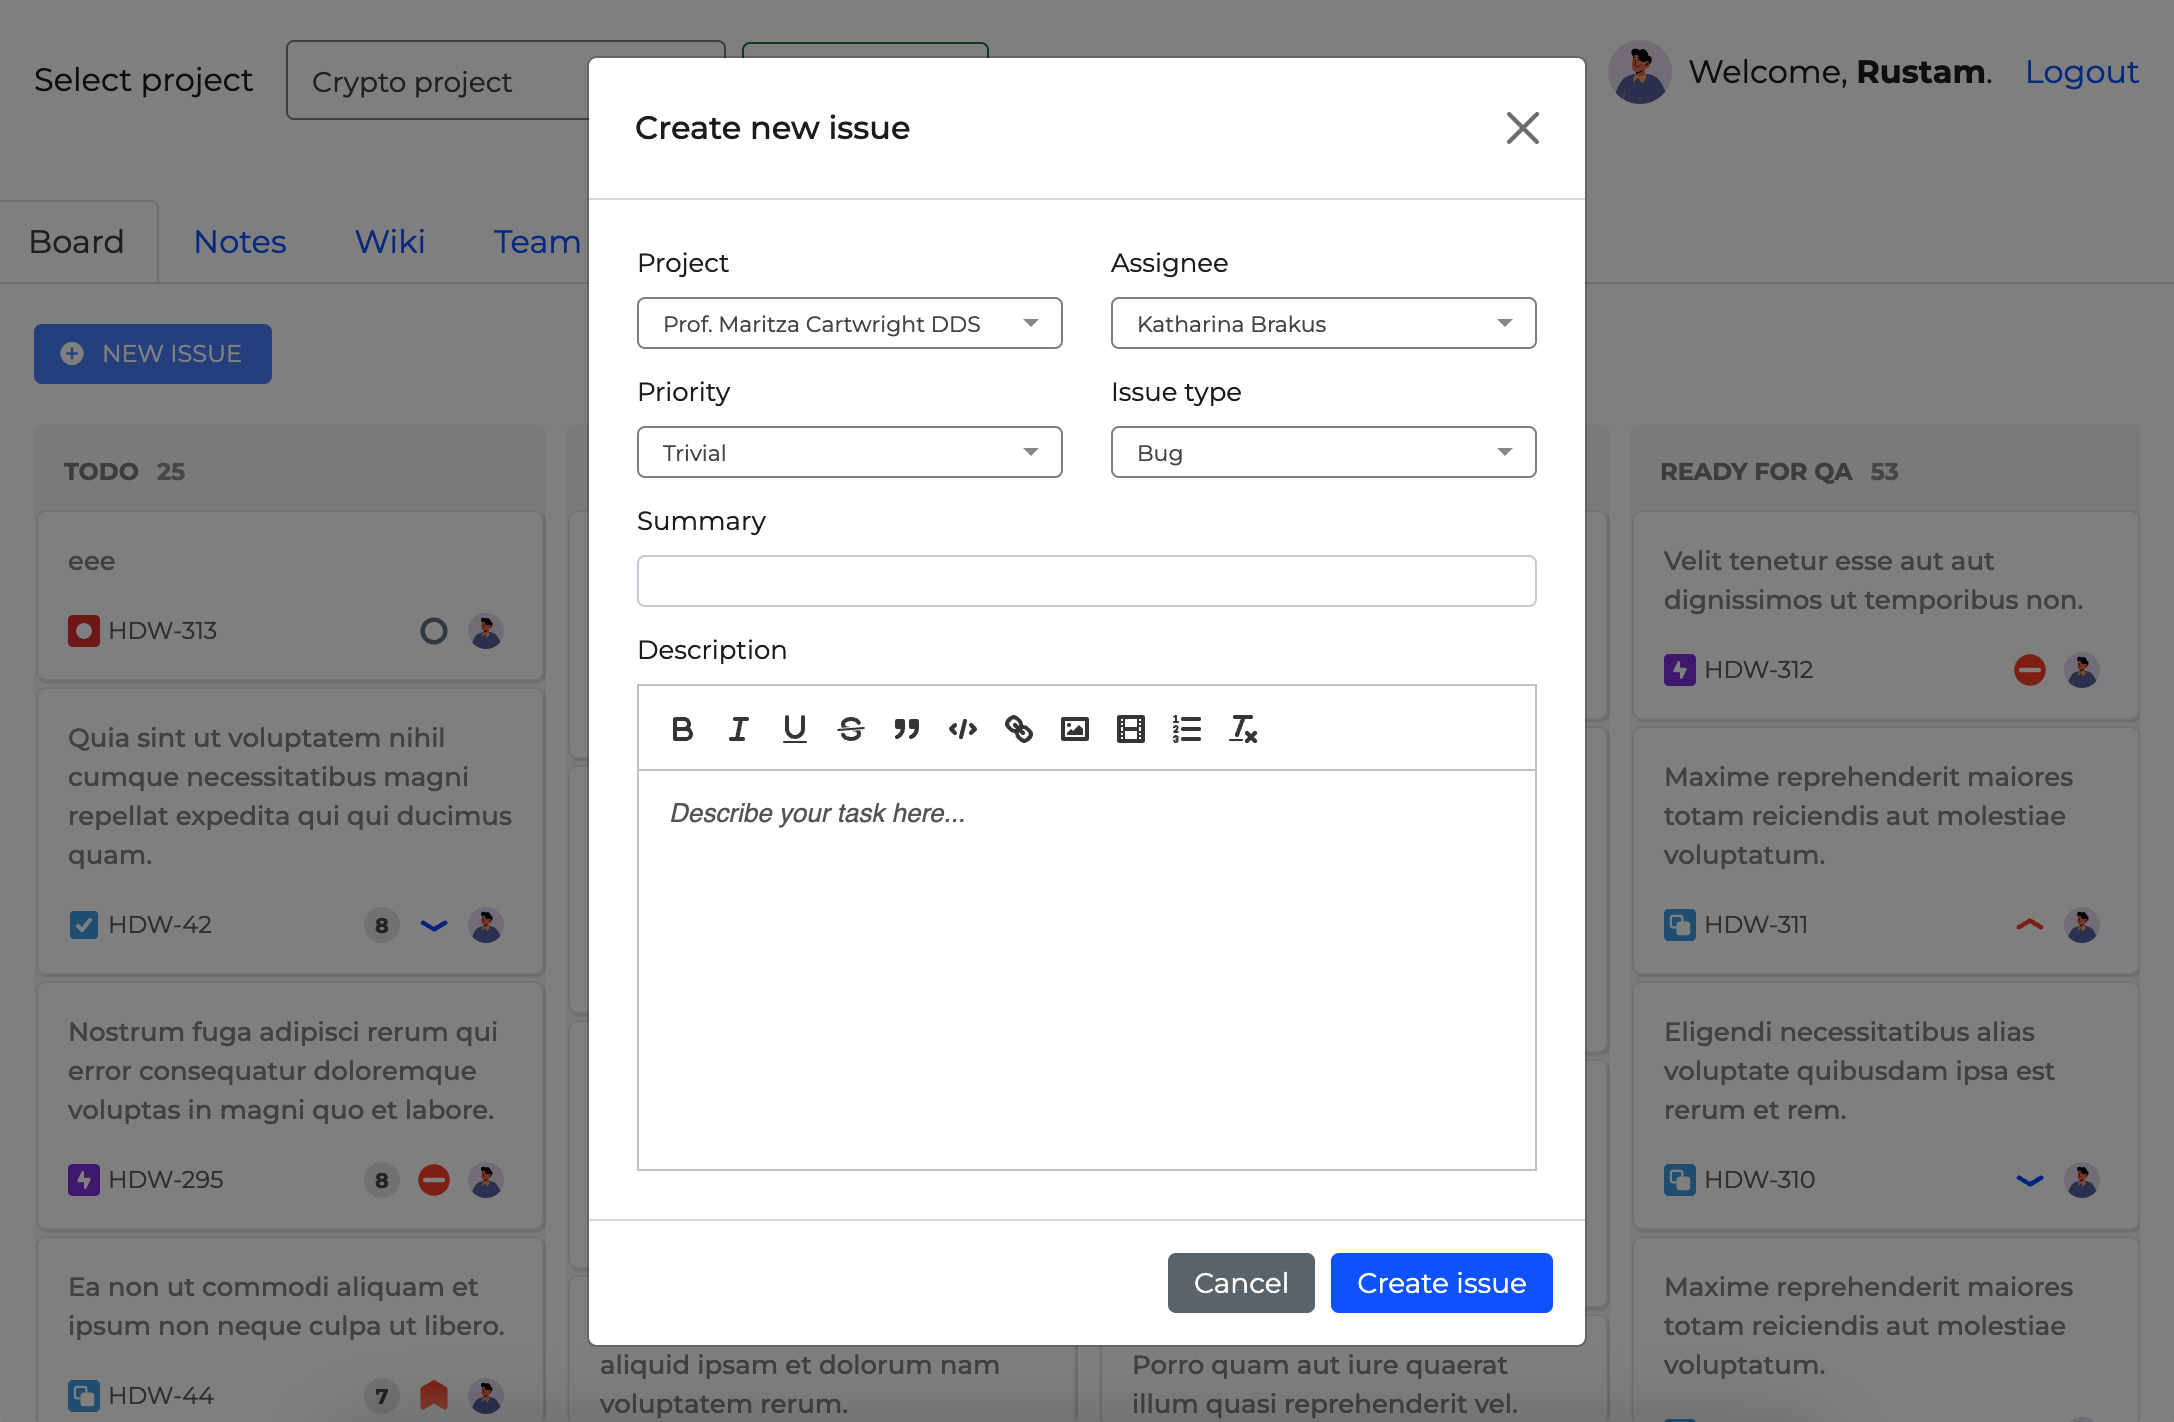 Select project
Crypto project
Welcome, Rustam. Logout
Board
Notes
Wiki
Team
NEW ISSUE
TODO 25
eee
HDW-313
Quia sint ut voluptatem nihil
cumque necessitatibus magni
repellat expedita qui qui ducimus
quam.
HDW-42
8
Nostrum fuga adipisci rerum qui
error consequatur doloremque
voluptas in magni quo et labore.
HDW-295
8
Ea non ut commodi aliquam et
ipsum non neque culpa ut libero.
HDW-44
7
Create new issue
Project
Prof. Maritza Cartwright DDS
Assignee
Katharina Brakus
Priority
Trivial
Issue type
Bug
Summary
Description
Describe your task here...
Cancel
Create issue
aliquid ipsam et dolorum nam
voluptatem rerum.
Porro quam aut iure quaerat
illum quasi reprehenderit vel.
READY FOR QA 53
Velit tenetur esse aut aut
dignissimos ut temporibus non.
HDW-312
Maxime reprehenderit maiores
totam reiciendis aut molestiae
voluptatum.
HDW-311
Eligendi necessitatibus alias
voluptate quibusdam ipsa est
rerum et rem.
HDW-310
Maxime reprehenderit maiores
totam reiciendis aut molestiae
voluptatum.